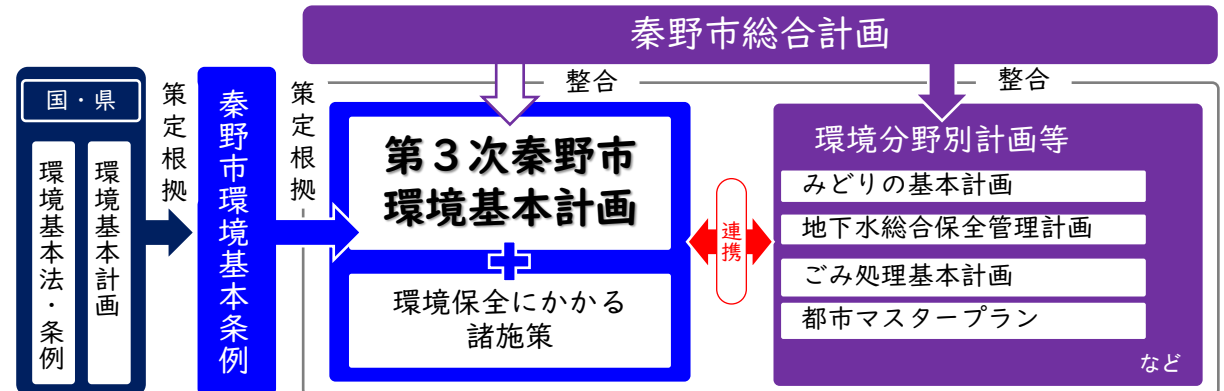 秦野市総合計画
整合
整合
国・県
環境基本法・条例
環境基本計画
策定根拠
秦野市環境基本条例
策定根拠
第３次秦野市
環境基本計画
環境保全にかかる
諸施策
連携
環境分野別計画等
みどりの基本計画
地下水総合保全管理計画
ごみ処理基本計画
都市マスタープラン
など